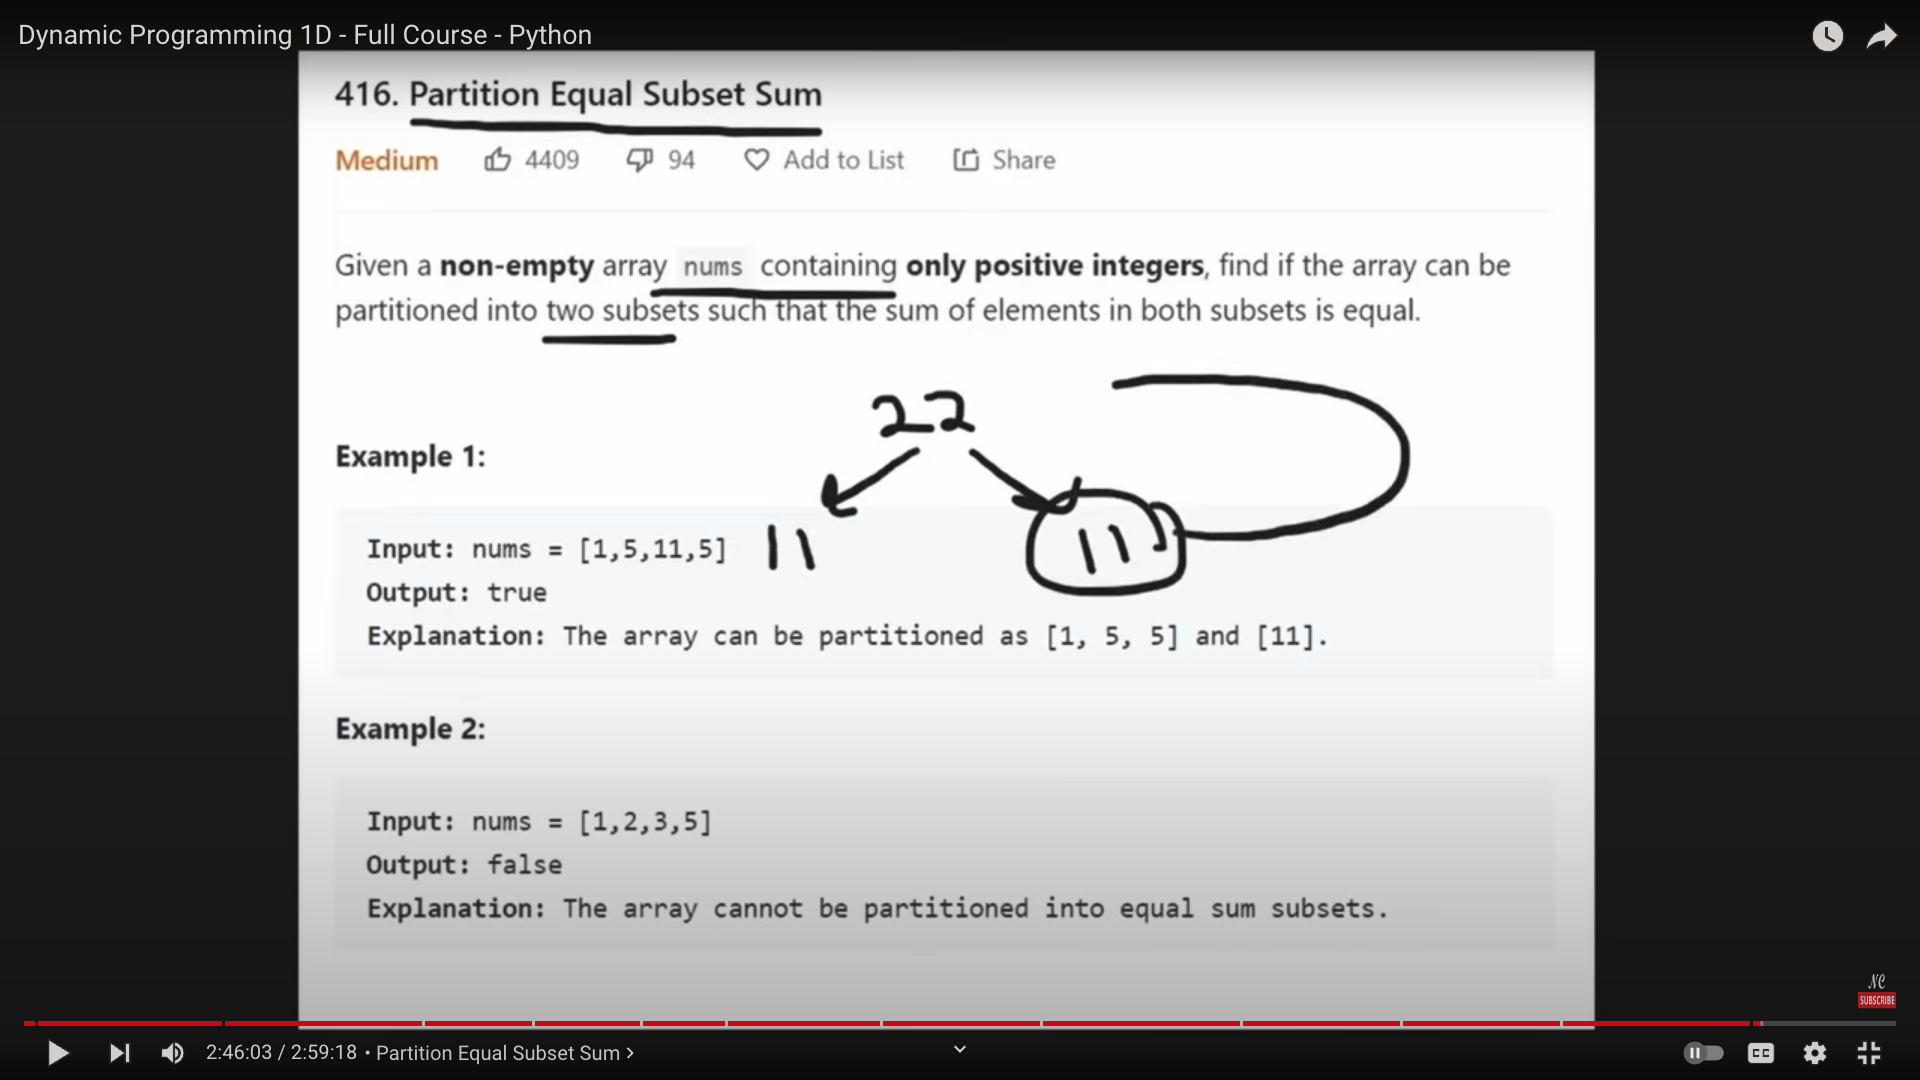 Dynamic Programming 1D - Full Course - Python
416. Partition Equal Subset Sum
Medium 4409 94 Add to List Share
Given a non-empty array nums containing only positive integers, find if the array can be
partitioned into two subsets such that the sum of elements in both subsets is equal.
22
Example 1:
11 11
Input: nums = [1,5,11,5]
Output: true
Explanation: The array can be partitioned as [1, 5, 5] and [11].
Example 2:
Input: nums = [1,2,3,5]
Output: false
Explanation: The array cannot be partitioned into equal sum subsets.
NC
SUBSCRIBE
2:46:03 / 2:59:18 • Partition Equal Subset Sum >
CC